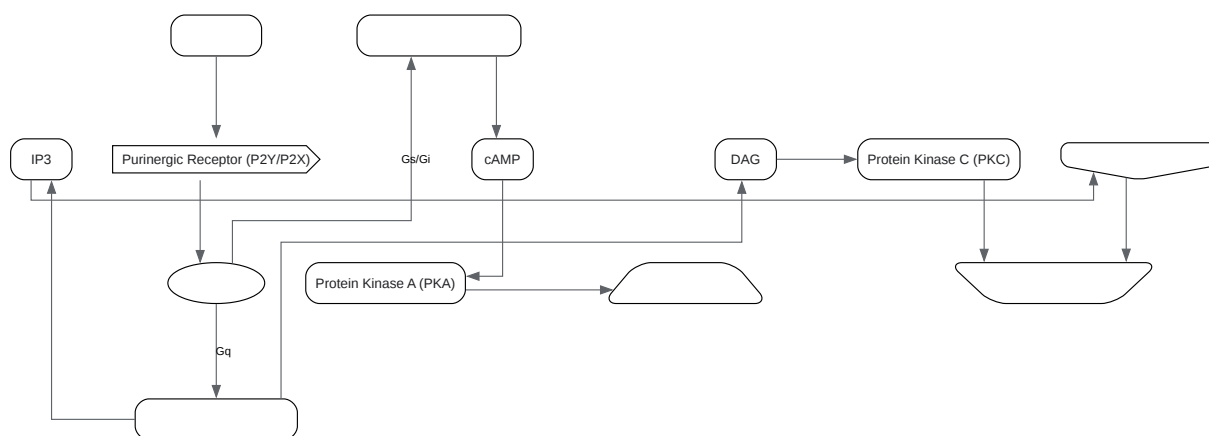 Gs/Gi
IP3
Purinergic Receptor (P2Y/P2X)
cAMP
DAG
Protein Kinase C (PKC)
Protein Kinase A (PKA)
Gq